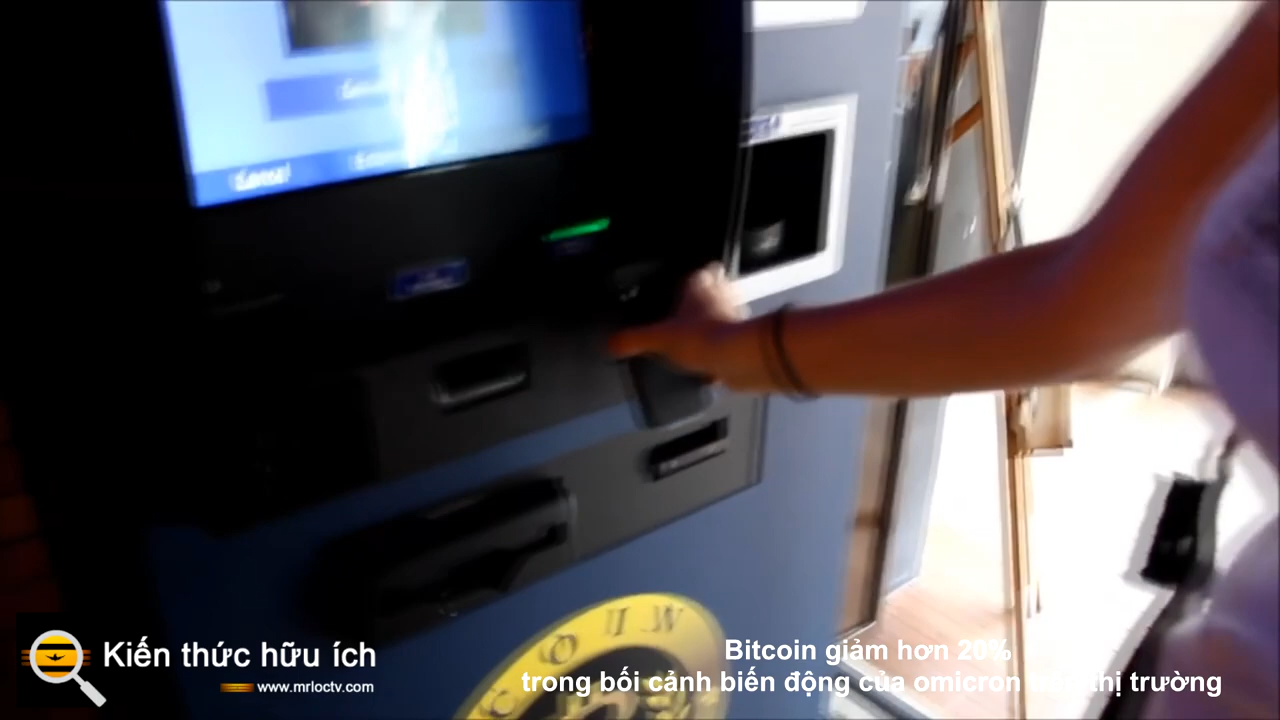 Cancel
Kiến thức hữu ích
www.mrloctv.com
Bitcoin giảm hơn 20%
trong bối cảnh biến động của omicron thị trường